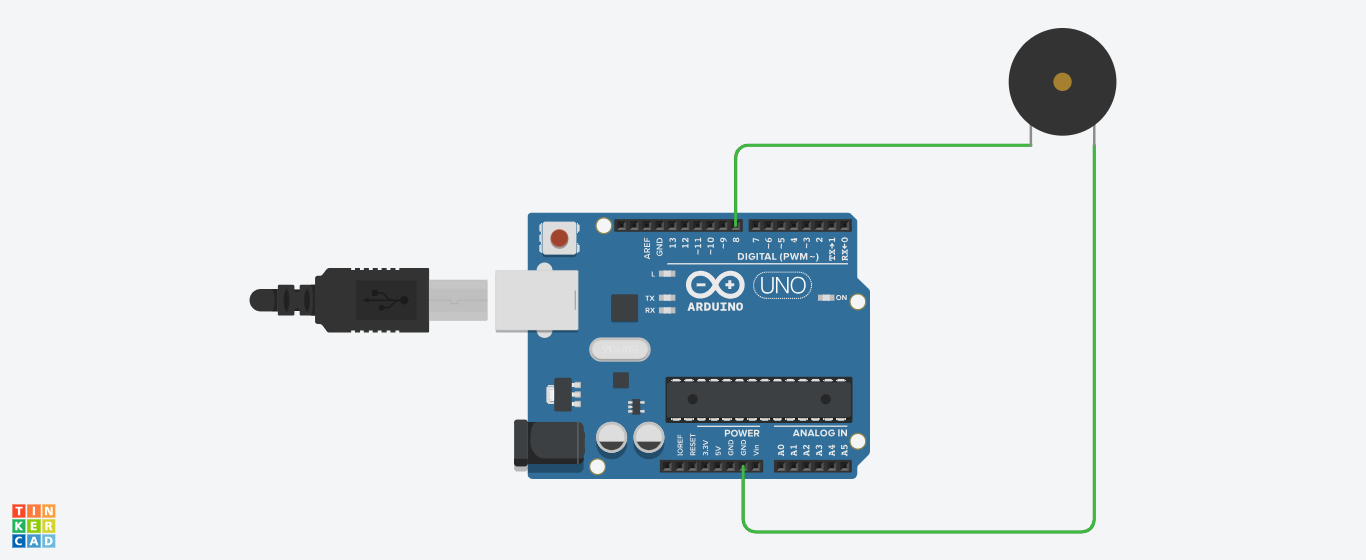 AREF
GND
13
12
~11
~10
~9
8
7
~6
~5
4
~3
2
TX→1
RX←0
DIGITAL (PWM~)
L
TX
RX
ARDUINO
UNO
ON
POWER
ANALOG IN
IOREF
RESET
3.3V
5V
GND
GND
Vin
A0
A1
A2
A3
A4
A5
TIN
KER
CAD